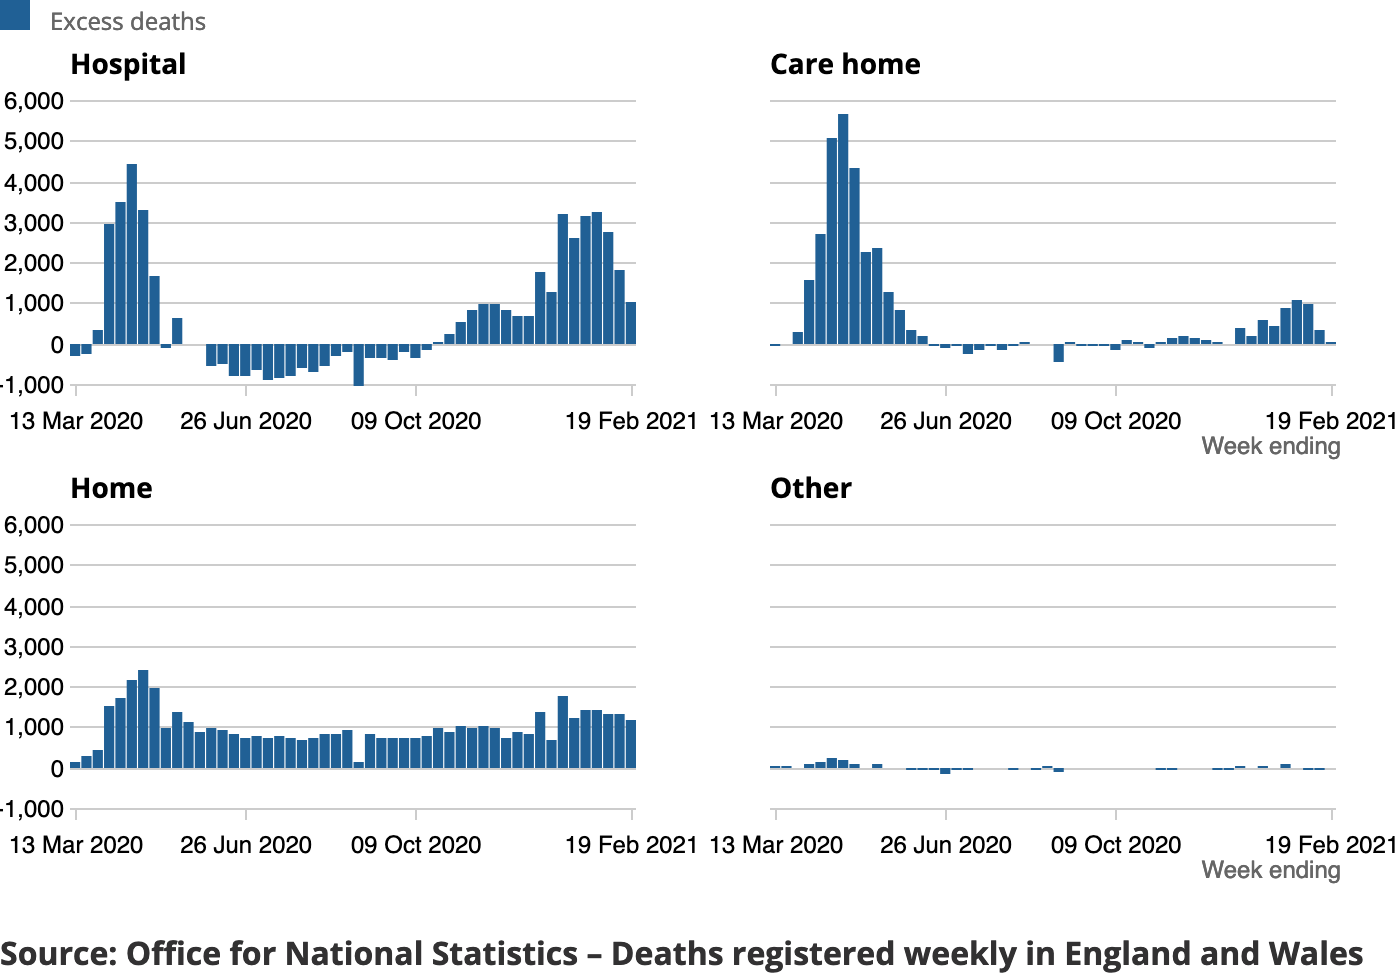 Excess deaths
Hospital
6,000
5,000
4,000
3,000
2,000
1,000
0
-1,000
13 Mar 2020 26 Jun 2020 09 Oct 2020 19 Feb 2021
Care home
13 Mar 2020 26 Jun 2020 09 Oct 2020 19 Feb 2021
Week ending
Home
6,000
5,000
4,000
3,000
2,000
1,000
0
-1,000
13 Mar 2020 26 Jun 2020 09 Oct 2020 19 Feb 2021
Other
13 Mar 2020 26 Jun 2020 09 Oct 2020 19 Feb 2021
Week ending
Source: Office for National Statistics – Deaths registered weekly in England and Wales